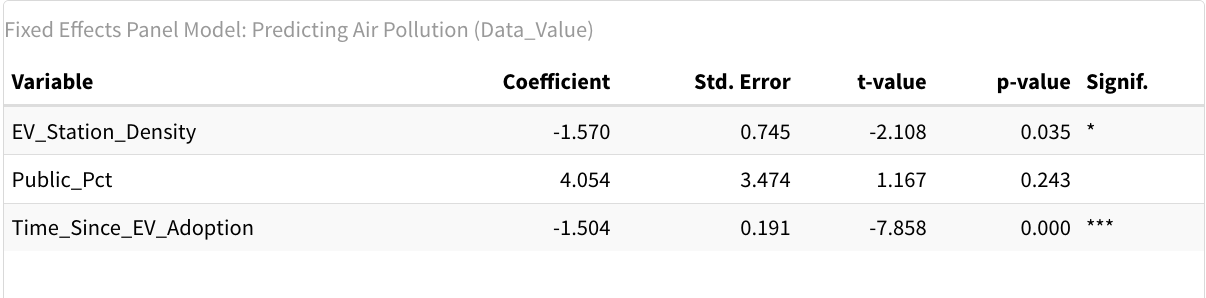 Fixed Effects Panel Model: Predicting Air Pollution (Data_Value)
Variable Coefficient Std. Error t-value p-value Signif.
EV_Station_Density -1.570 0.745 -2.108 0.035 *
Public_Pct 4.054 3.474 1.167 0.243
Time_Since_EV_Adoption -1.504 0.191 -7.858 0.000 ***